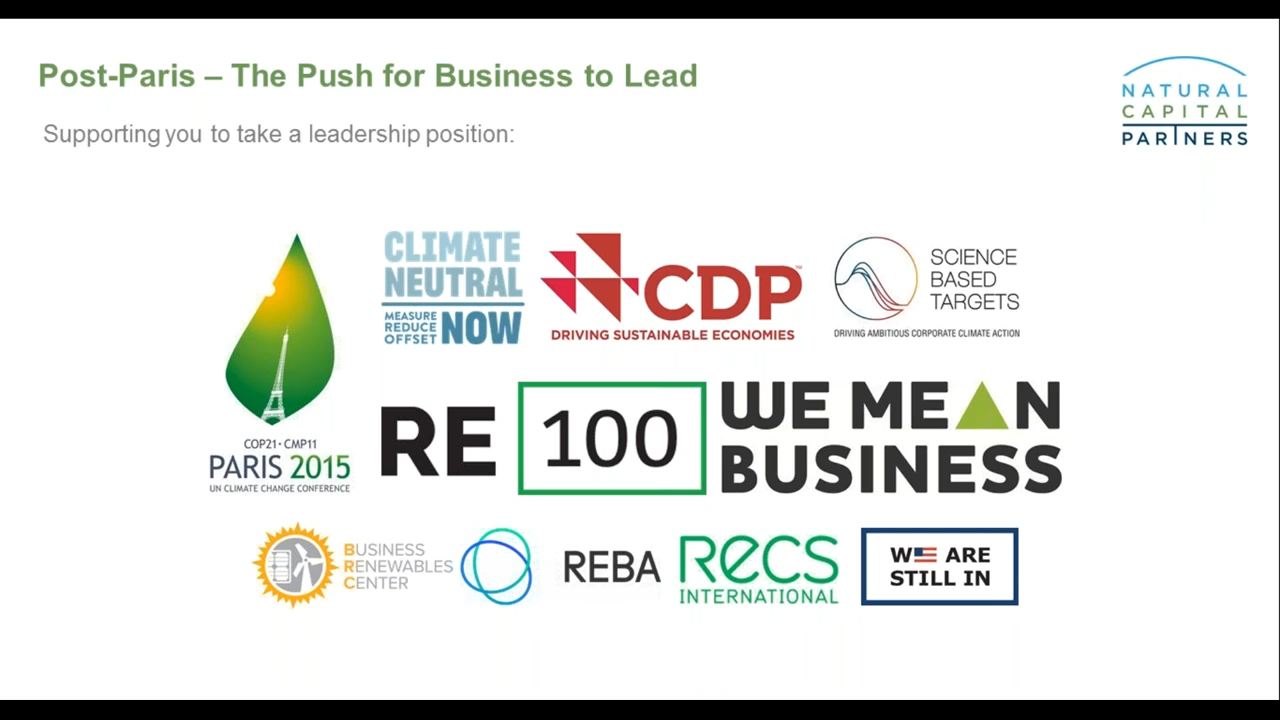 Post-Paris – The Push for Business to Lead
Supporting you to take a leadership position:
NATURAL
CAPITAL
PARTNERS
COP21·CMP11
PARIS 2015
UN CLIMATE CHANGE CONFERENCE
CLIMATE
NEUTRAL
MEASURE
REDUCE
OFFSET
NOW
CDP™
DRIVING SUSTAINABLE ECONOMIES
SCIENCE
BASED
TARGETS
DRIVING AMBITIOUS CORPORATE CLIMATE ACTION
RE 100
WE MEAN
BUSINESS
BUSINESS
RENEWABLES
CENTER
REBA
RECS
INTERNATIONAL
WE ARE
STILL IN